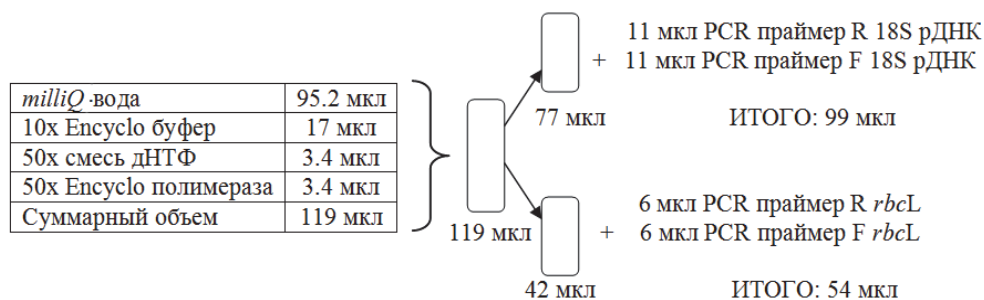 11 мкл PCR праймер R 18S рДНК
+ 11 мкл PCR праймер F 18S рДНК
milliQ-вода 95.2 мкл
10x Encyclo буфер 17 мкл
77 мкл ИТОГО: 99 мкл
50x смесь дНТФ 3.4 мкл
50x Encyclo полимераза 3.4 мкл
Суммарный объем 119 мкл
119 мкл
6 мкл PCR праймер R rbcL
+ 6 мкл PCR праймер F rbcL
42 мкл ИТОГО: 54 мкл